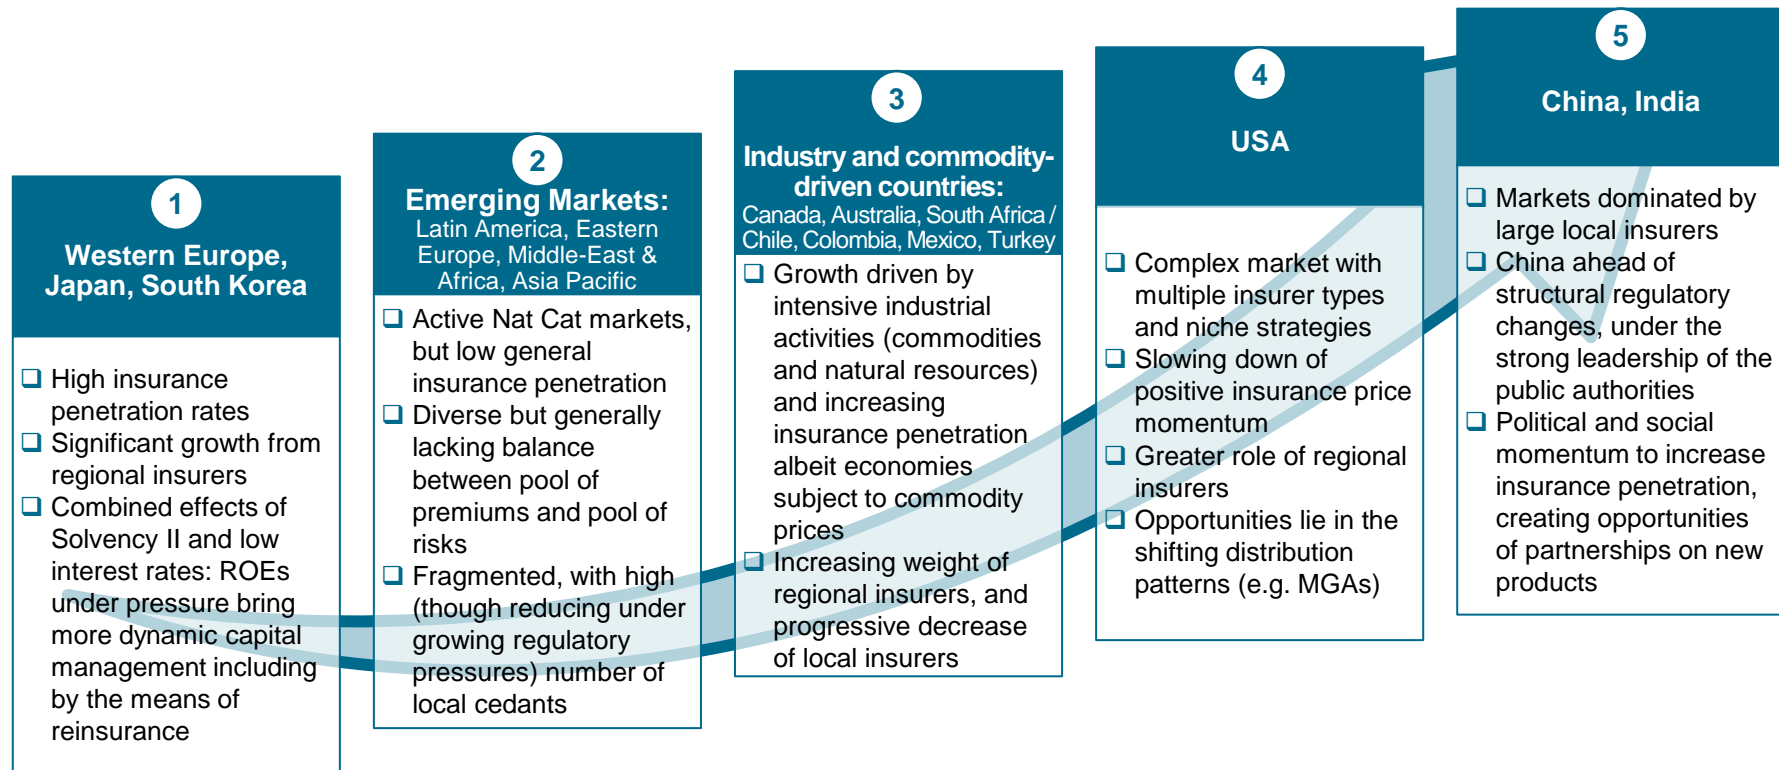 1
Western Europe,
Japan, South Korea
❑ High insurance
penetration rates
❑ Significant growth from
regional insurers
❑ Combined effects of
Solvency II and low
interest rates: ROEs
under pressure bring
more dynamic capital
management including
by the means of
reinsurance
2
Emerging Markets:
Latin America, Eastern
Europe, Middle-East &
Africa, Asia Pacific
❑ Active Nat Cat markets,
but low general
insurance penetration
❑ Diverse but generally
lacking balance
between pool of
premiums and pool of
risks
❑ Fragmented, with high
(though reducing under
growing regulatory
pressures) number of
local cedants
3
Industry and commodity-
driven countries:
Canada, Australia, South Africa /
Chile, Colombia, Mexico, Turkey
❑ Growth driven by
intensive industrial
activities (commodities
and natural resources)
and increasing
insurance penetration
albeit economies
subject to commodity
prices
❑ Increasing weight of
regional insurers, and
progressive decrease
of local insurers
4
USA
❑ Complex market with
multiple insurer types
and niche strategies
❑ Slowing down of
positive insurance price
momentum
❑ Greater role of regional
insurers
❑ Opportunities lie in the
shifting distribution
patterns (e.g. MGAs)
5
China, India
❑ Markets dominated by
large local insurers
❑ China ahead of
structural regulatory
changes, under the
strong leadership of the
public authorities
❑ Political and social
momentum to increase
insurance penetration,
creating opportunities
of partnerships on new
products